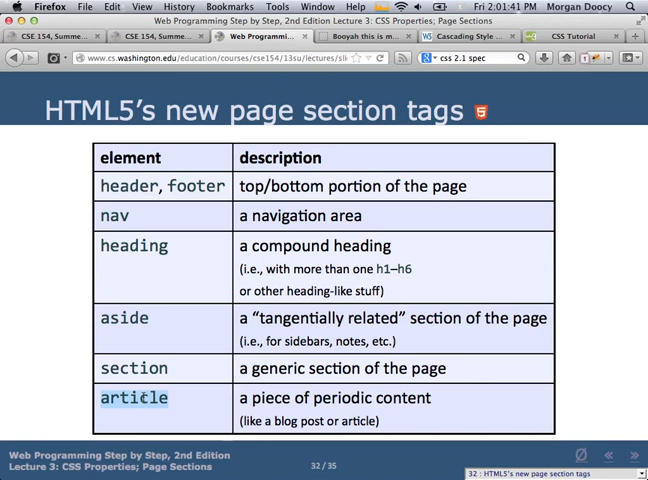 Firefox File Edit View History Bookmarks Tools Window Help Fri 2:01:41 PM Morgan Doocy
Web Programming Step by Step, 2nd Edition Lecture 3: CSS Properties; Page Sections
CSE 154, Summe... CSE 154, Summe... Web Programmi... Booyah this is m... Cascading Style ... CSS Tutorial
www.cs.washington.edu/education/courses/cse154/13su/lectures/slid css 2.1 spec
HTML5's new page section tags
element description
header, footer top/bottom portion of the page
nav a navigation area
heading a compound heading
(i.e., with more than one h1–h6
or other heading-like stuff)
aside a “tangentially related” section of the page
(i.e., for sidebars, notes, etc.)
section a generic section of the page
article a piece of periodic content
(like a blog post or article)
Web Programming Step by Step, 2nd Edition
Lecture 3: CSS Properties; Page Sections
32 / 35
Ø « »
32 : HTML5's new page section tags